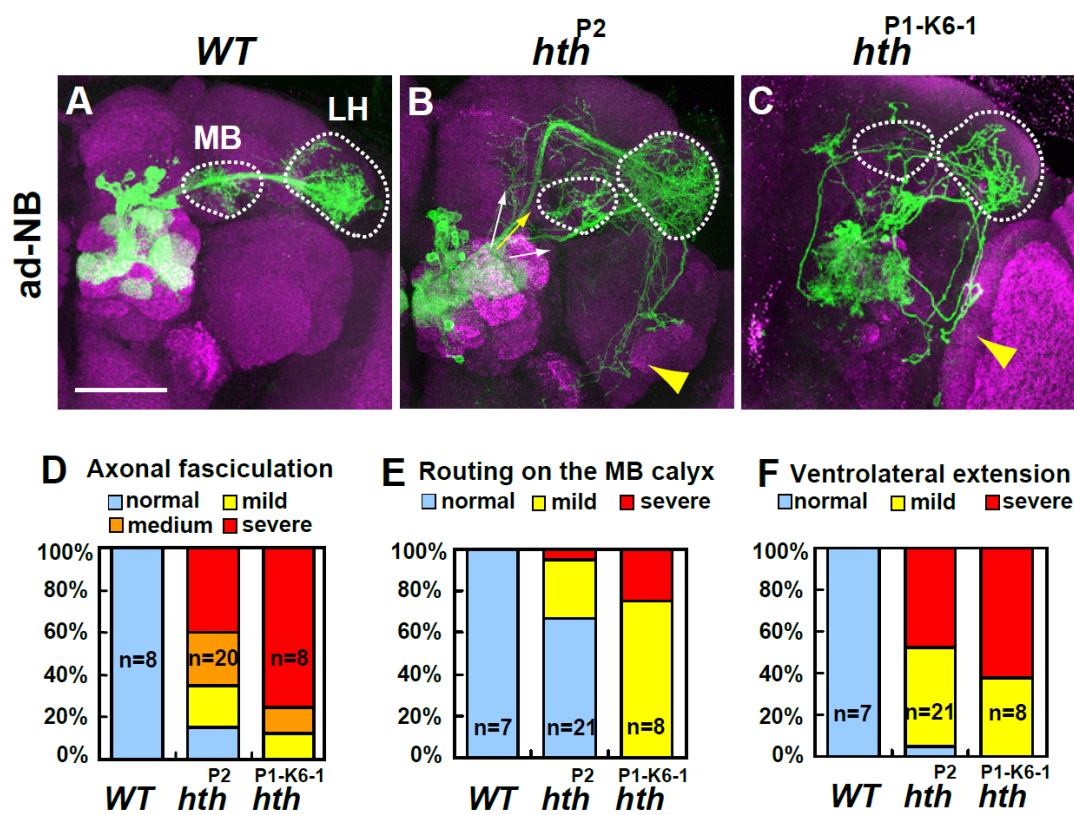 P2 P1-K6-1
WT hth hth
A B C
MB LH
ad-NB
D Axonal fasciculation
normal mild
medium severe
100%
80%
60%
40%
20%
0%
n=8 n=20 n=8
P2 P1-K6-1
WT hth hth
E Routing on the MB calyx
normal mild severe
100%
80%
60%
40%
20%
0%
n=7 n=21 n=8
P2 P1-K6-1
WT hth hth
F Ventrolateral extension
normal mild severe
100%
80%
60%
40%
20%
0%
n=7 n=21 n=8
P2 P1-K6-1
WT hth hth